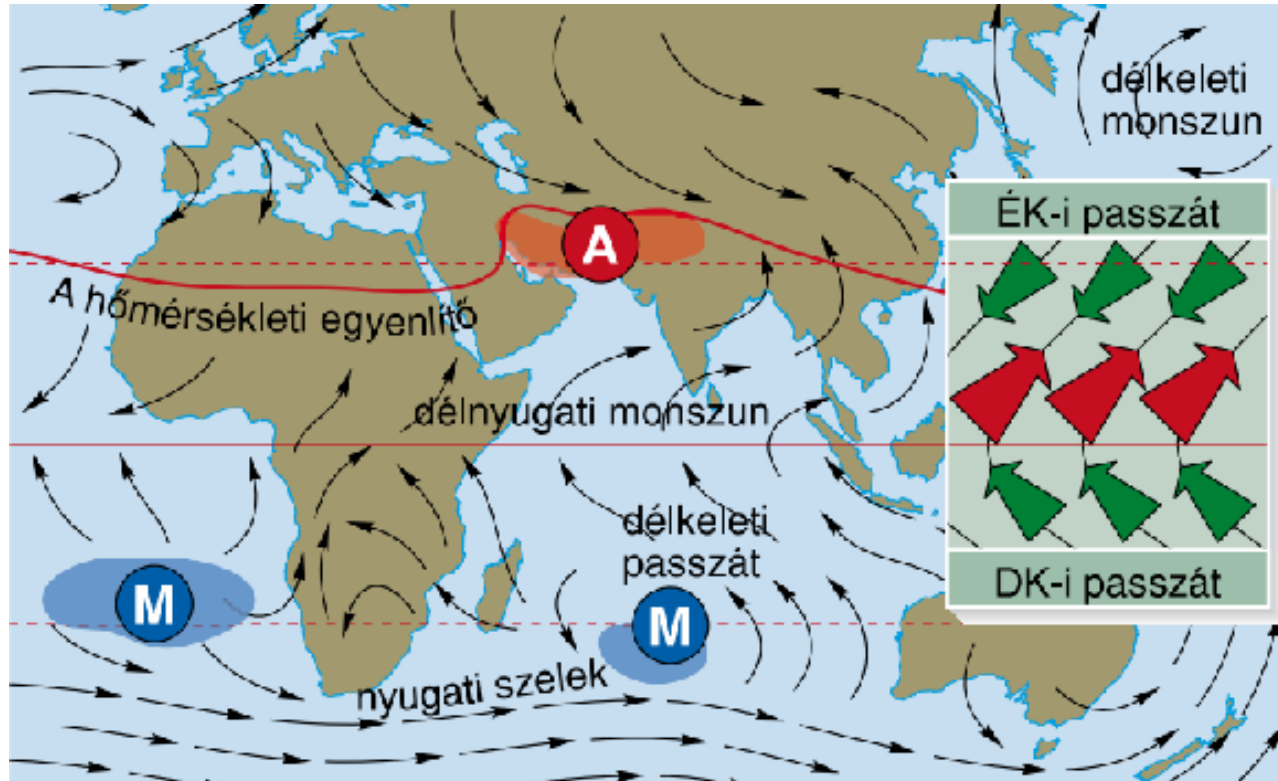 délkeleti
monszun
ÉK-i passzát
A
A hőmérsékleti egyenlítő
délnyugati monszun
délkeleti
passzát
DK-i passzát
M
M
nyugati szelek